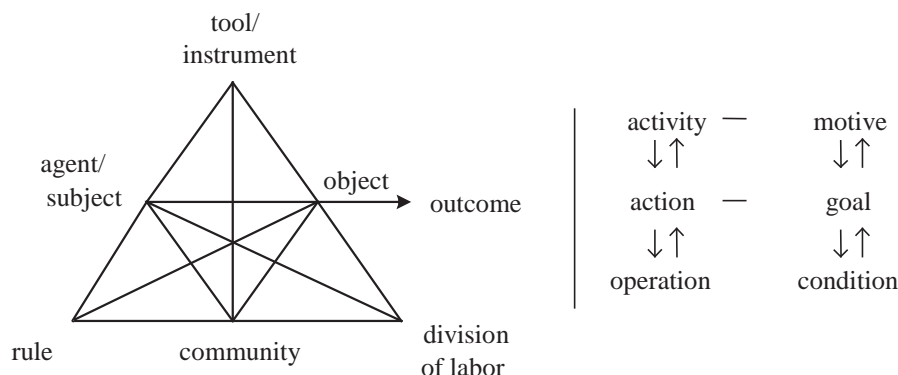 tool/
instrument
agent/
subject
object
outcome
rule
community
division
of labor
activity — motive
↓↑ ↓↑
action — goal
↓↑ ↓↑
operation condition